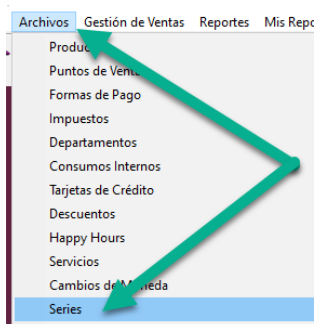 Archivos Gestión de Ventas Reportes Mis Repo
Produc
Puntos de Venta
Formas de Pago
Impuestos
Departamentos
Consumos Internos
Tarjetas de Crédito
Descuentos
Happy Hours
Servicios
Cambios de Moneda
Series